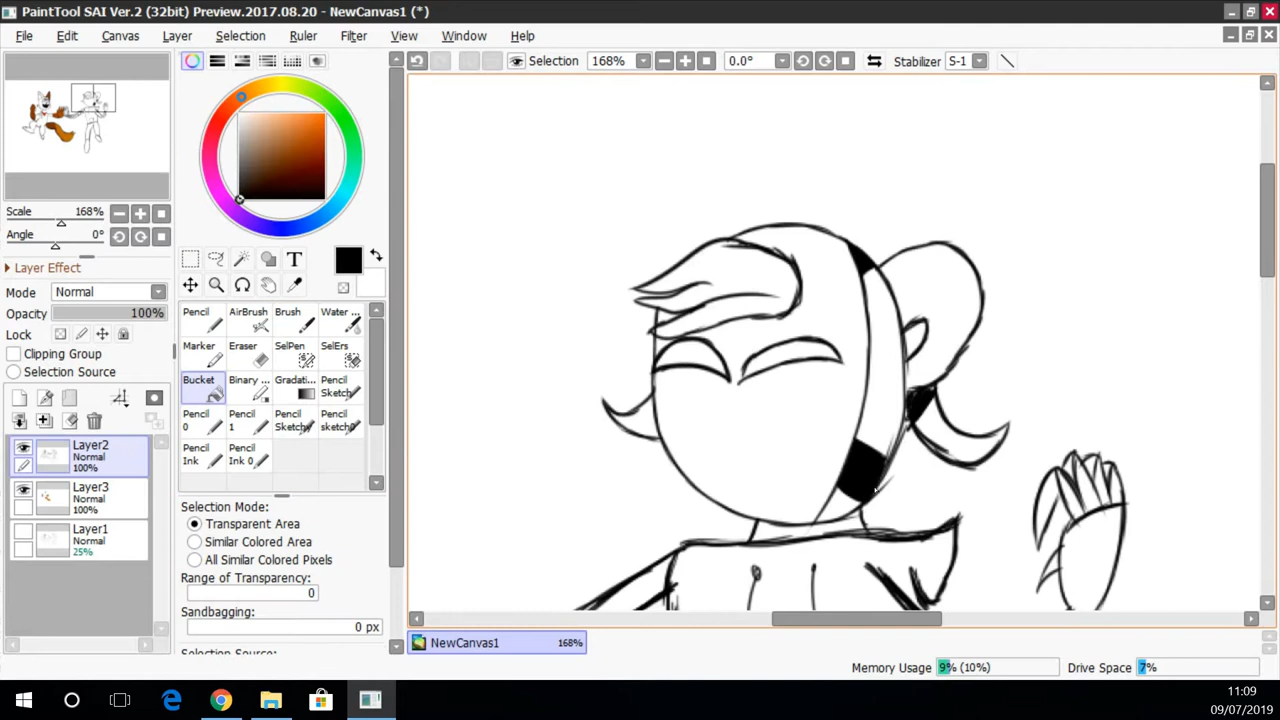 PaintTool SAI Ver.2 (32bit) Preview.2017.08.20 - NewCanvas1 (*)
File Edit Canvas Layer Selection Ruler Filter View Window Help
Selection 168% 0.0° Stabilizer S-1
Scale 168%
Angle 0°
Layer Effect
Mode Normal
Opacity 100%
Lock
Clipping Group
Selection Source
Layer2
Normal
100%
Layer3
Normal
100%
Layer1
Normal
25%
T
Pencil AirBrush Brush Water ...
Marker Eraser SelPen SelErs
Bucket Binary ... Gradati... Pencil Sketch
Pencil 0 Pencil 1 Pencil Sketchy Pencil sketch0
Pencil Ink Pencil Ink 0
Selection Mode:
Transparent Area
Similar Colored Area
All Similar Colored Pixels
Range of Transparency:
0
Sandbagging:
0 px
Selection Source:
NewCanvas1 168%
Memory Usage 9% (10%) Drive Space 7%
11:09
09/07/2019